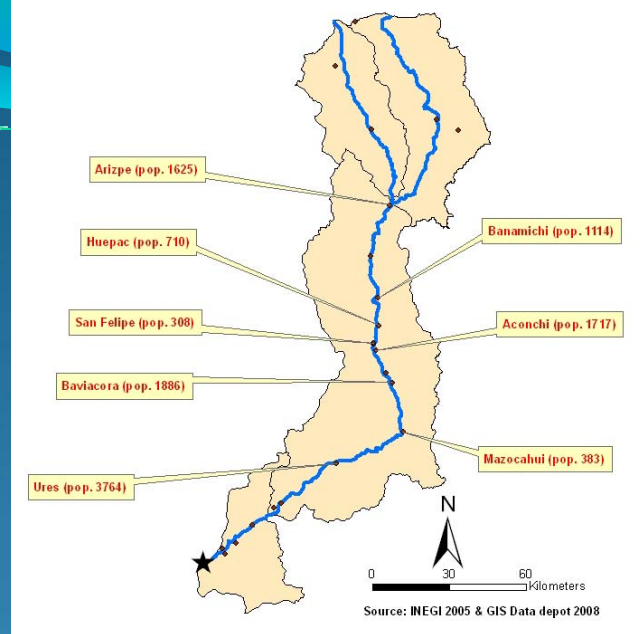 Arizpe (pop. 1625)
Banamichi (pop. 1114)
Huepac (pop. 710)
San Felipe (pop. 308)
Aconchi (pop. 1717)
Baviacora (pop. 1886)
Mazocahui (pop. 383)
Ures (pop. 3764)
N
0 30 60
Kilometers
Source: INEGI 2005 & GIS Data depot 2008